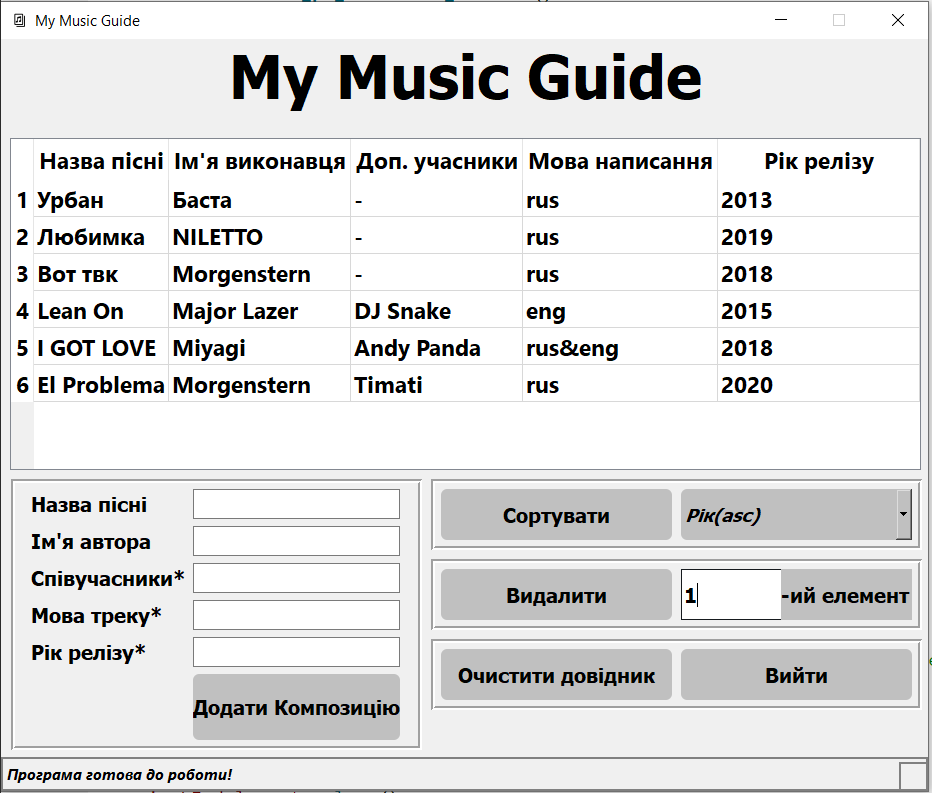 My Music Guide
My Music Guide
Назва пісні Ім'я виконавця Доп. учасники Мова написання Рік релізу
1 Урбан Баста - rus 2013
2 Любимка NILETTO - rus 2019
3 Вот твк Morgenstern - rus 2018
4 Lean On Major Lazer DJ Snake eng 2015
5 I GOT LOVE Miyagi Andy Panda rus&eng 2018
6 El Problema Morgenstern Timati rus 2020
Назва пісні
Ім'я автора
Співучасники*
Мова треку*
Рік релізу*
Додати Композицію
Сортувати Рік(asc)
Видалити 1 -ий елемент
Очистити довідник Вийти
Програма готова до роботи!